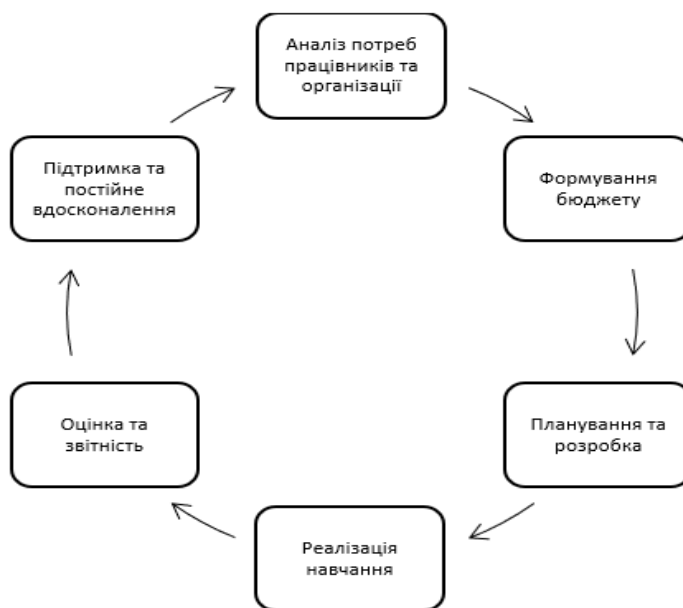 Аналіз потреб
працівників та
організації
Формування
бюджету
Планування та
розробка
Реалізація
навчання
Оцінка та
звітність
Підтримка та
постійне
вдосконалення